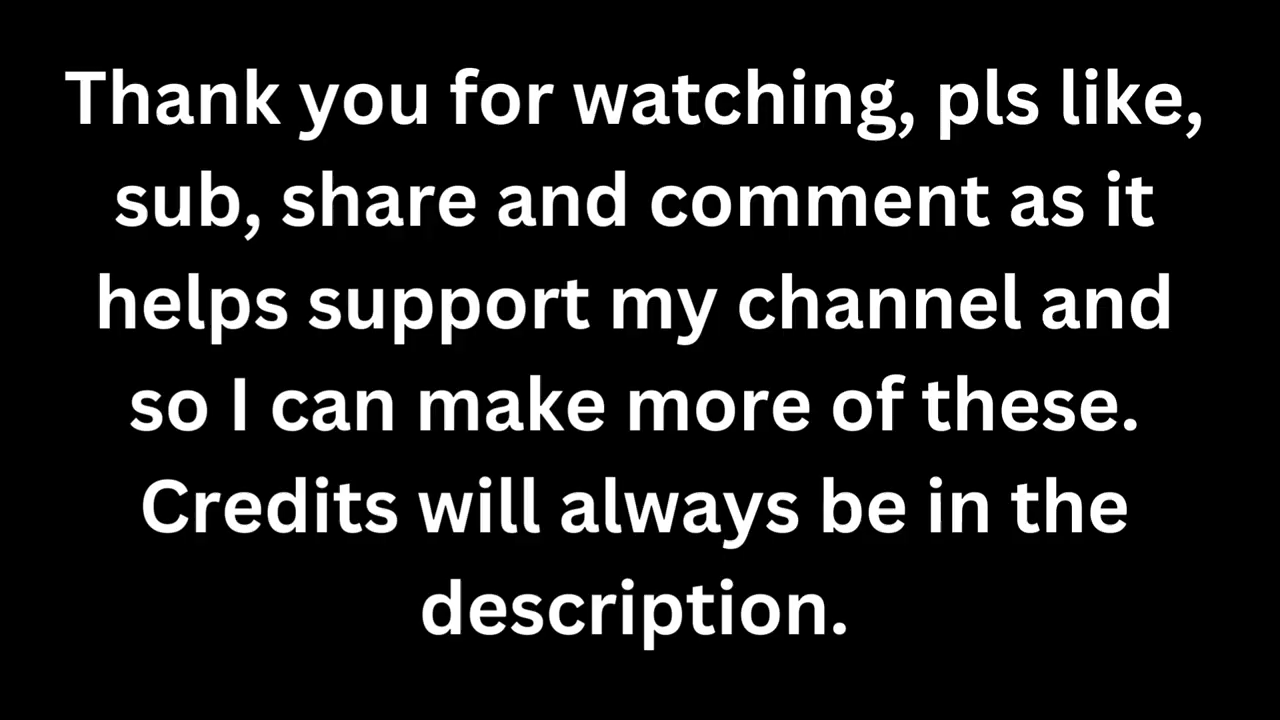 Thank you for watching, pls like,
sub, share and comment as it
helps support my channel and
so I can make more of these.
Credits will always be in the
description.